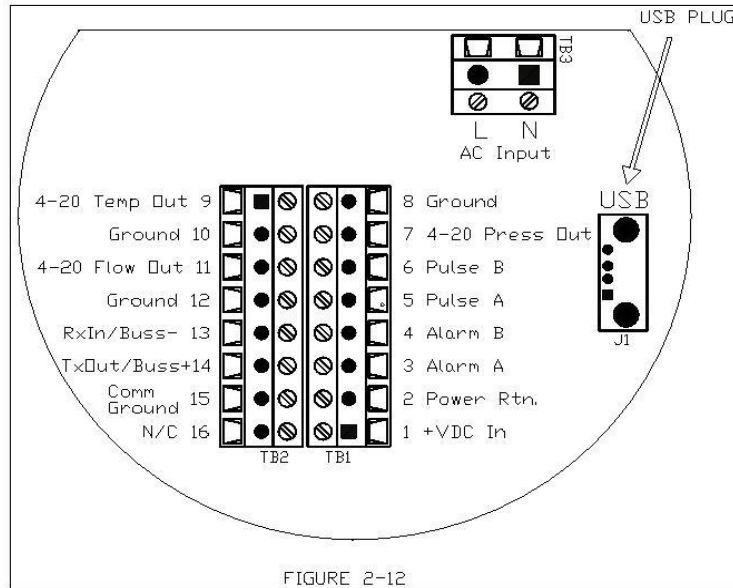 USB PLUG
TB3
L N
AC Input
USB
4-20 Temp Out 9
Ground 10
4-20 Flow Out 11
Ground 12
RxIn/Buss- 13
TxOut/Buss+14
Comm
Ground 15
N/C 16
8 Ground
7 4-20 Press Out
6 Pulse B
5 Pulse A
4 Alarm B
3 Alarm A
2 Power Rtn.
1 +VDC In
J1
TB2 TB1
FIGURE 2-12